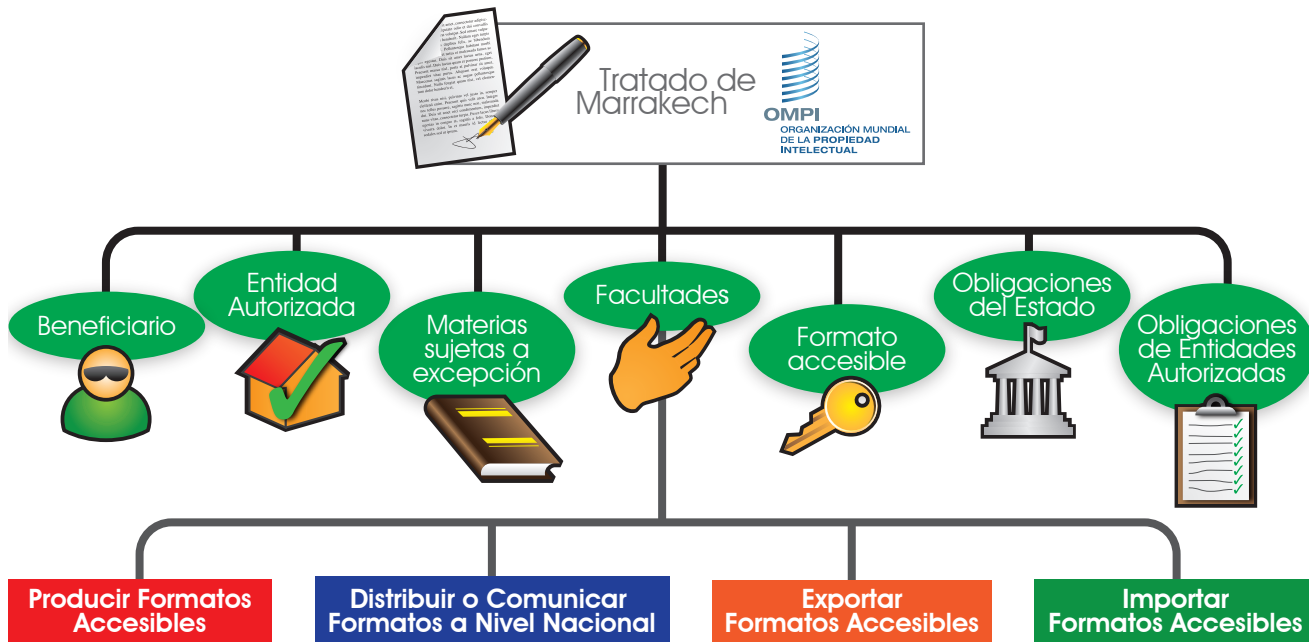 Tratado de
Marrakech
OMPI
ORGANIZACIÓN MUNDIAL
DE LA PROPIEDAD
INTELECTUAL
Beneficiario
Entidad
Autorizada
Materias
sujetas a
excepción
Facultades
Formato
accesible
Obligaciones
del Estado
Obligaciones
de Entidades
Autorizadas
Producir Formatos
Accesibles
Distribuir o Comunicar
Formatos a Nivel Nacional
Exportar
Formatos Accesibles
Importar
Formatos Accesibles